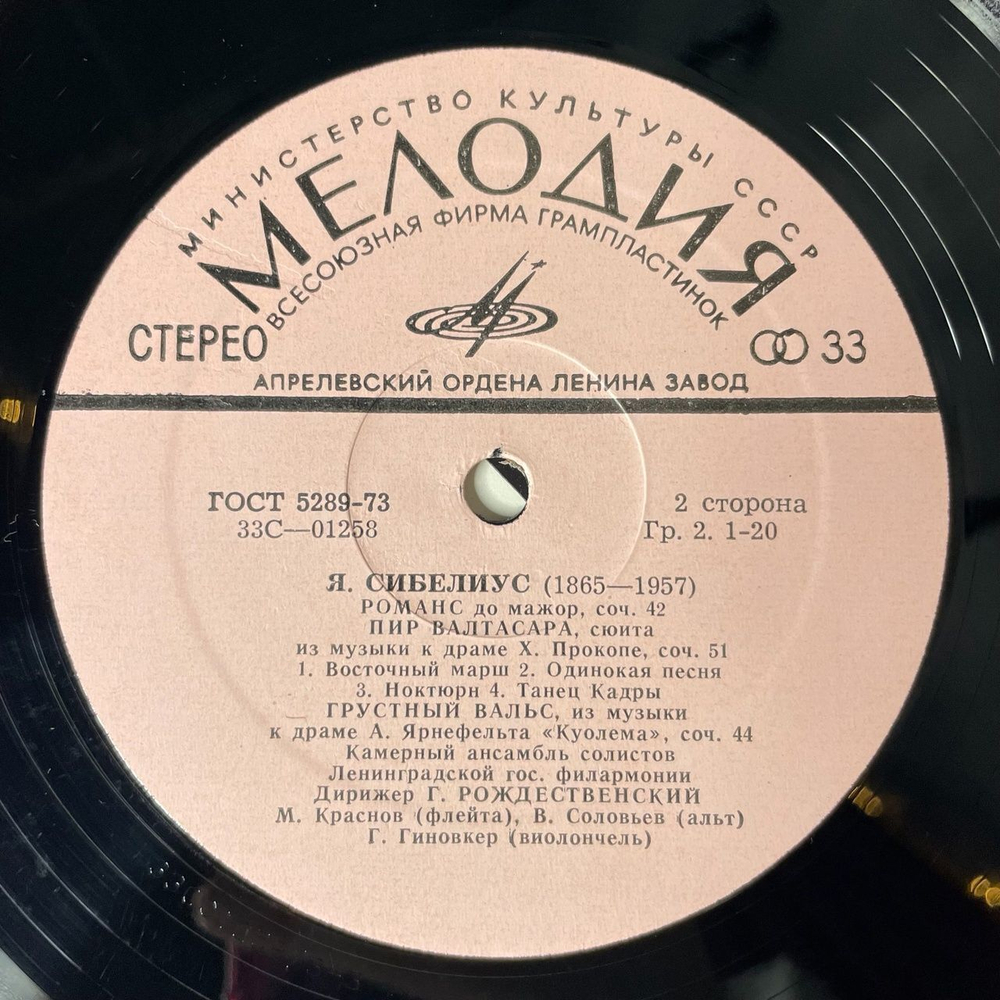 МИНИСТЕРСТВО КУЛЬТУРЫ СССР
МЕЛОДИЯ
ВСЕСОЮЗНАЯ ФИРМА ГРАМПЛАСТИНОК
СТЕРЕО
33
АПРЕЛЕВСКИЙ ОРДЕНА ЛЕНИНА ЗАВОД
ГОСТ 5289-73
33С—01258
2 сторона
Гр. 2. 1-20
Я. СИБЕЛИУС (1865—1957)
РОМАНС до мажор, соч. 42
ПИР ВАЛТАСАРА, сюита
из музыки к драме Х. Прокопе, соч. 51
1. Восточный марш 2. Одинокая песня
3. Ноктюрн 4. Танец Кадры
ГРУСТНЫЙ ВАЛЬС, из музыки
к драме А. Ярнефельта «Куолема», соч. 44
Камерный ансамбль солистов
Ленинградской гос. филармонии
Дирижер Г. РОЖДЕСТВЕНСКИЙ
М. Краснов (флейта), В. Соловьев (альт)
Г. Гиновкер (виолончель)